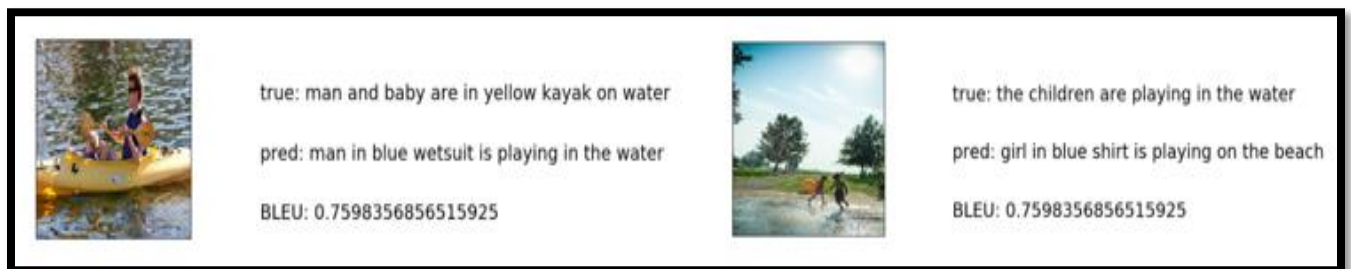 true: man and baby are in yellow kayak on water
pred: man in blue wetsuit is playing in the water
BLEU: 0.7598356856515925
true: the children are playing in the water
pred: girl in blue shirt is playing on the beach
BLEU: 0.7598356856515925